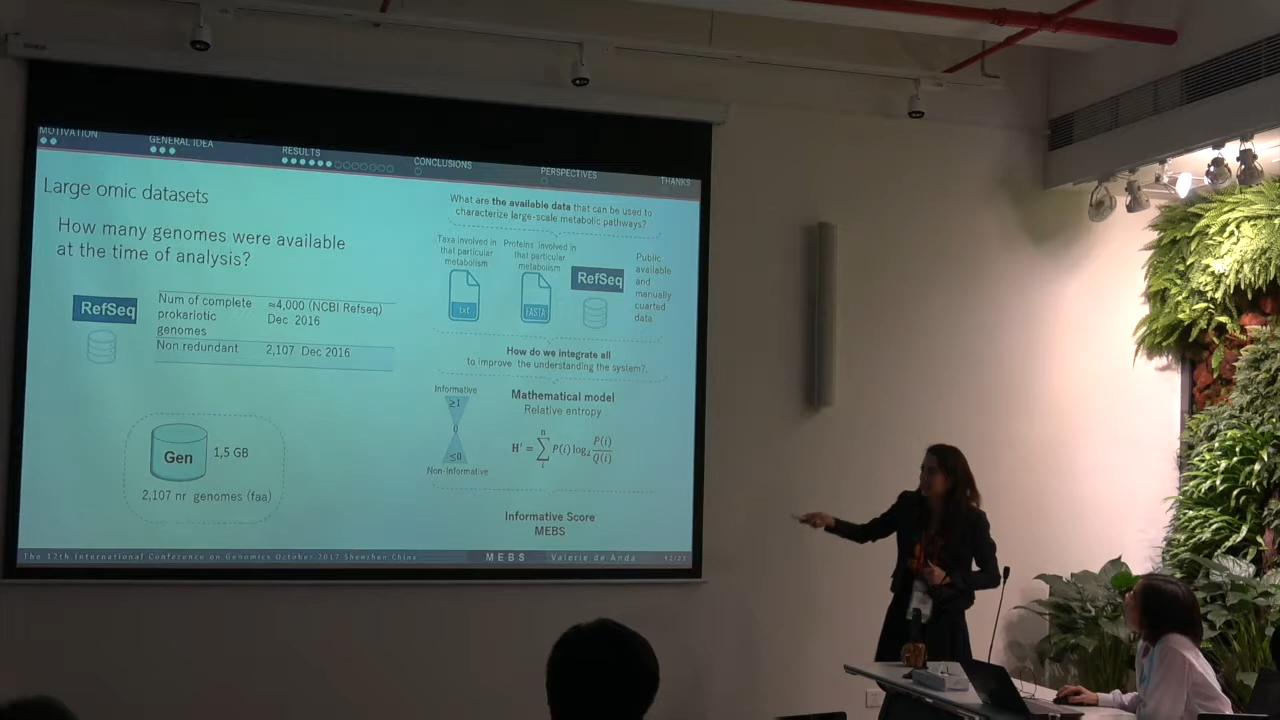 MOTIVATION
GENERAL IDEA
RESULTS
CONCLUSIONS
PERSPECTIVES
THANKS
Large omic datasets
How many genomes were available
at the time of analysis?
RefSeq
Num of complete
prokariotic
genomes
≈4,000 (NCBI Refseq)
Dec 2016
Non redundant
2,107 Dec 2016
Gen
1,5 GB
2,107 nr genomes (faa)
What are the available data that can be used to
characterize large-scale metabolic pathways?
Taxa involved in
that particular
metabolism
txt
Proteins involved in
that particular
metabolism
FASTA
RefSeq
Public
available
and
manually
cuarted
data
How do we integrate all
to improve the understanding the system?.
Informative
≥1
0
≤0
Non-Informative
Mathematical model
Relative entropy
H' = ∑ⁿᵢ P(i) log₂ P(i)/Q(i)
Informative Score
MEBS
The 12th International Conference on Genomics October 2017 Shenzhen China
MEBS
Valerie de Anda